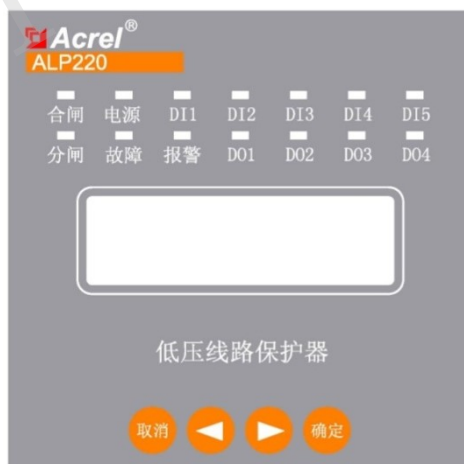 Acrel®
ALP220
合闸 电源 DI1 DI2 DI3 DI4 DI5
分闸 故障 报警 DO1 DO2 DO3 DO4
低压线路保护器
取消 确定